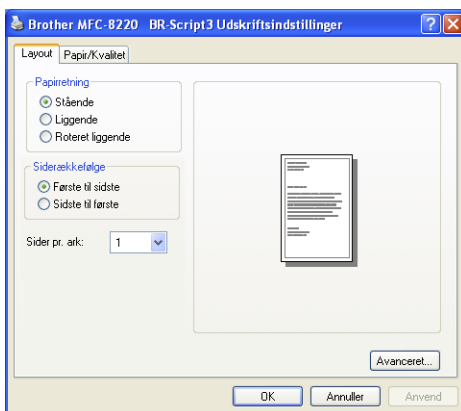 Brother MFC-8220 BR-Script3 Udskriftsindstillinger
Layout Papir/Kvalitet
Papirretning
Stående
Liggende
Roteret liggende
Siderækkefølge
Første til sidste
Sidste til første
Sider pr. ark: 1
Avanceret...
OK Annuller Anvend